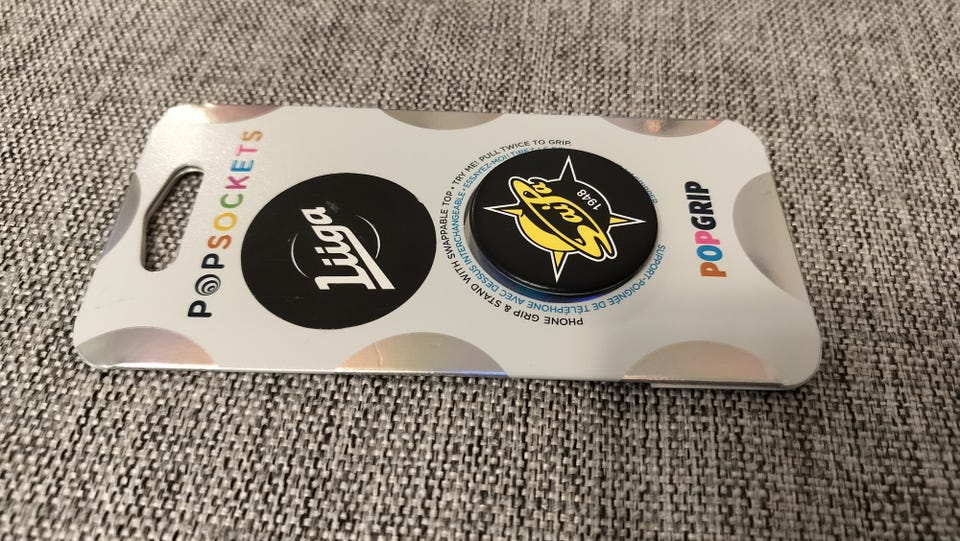 POPSOCKETS
Liiga
PHONE GRIP & STAND WITH SWAPPABLE TOP • TRY ME! PULL TWICE TO GRIP.
SUPPORT-POIGNÉE DE TÉLÉPHONE AVEC DESSUS INTERCHANGEABLE • ESSAYEZ-MOI! TIREZ
SaiPa
1948
POPGRIP